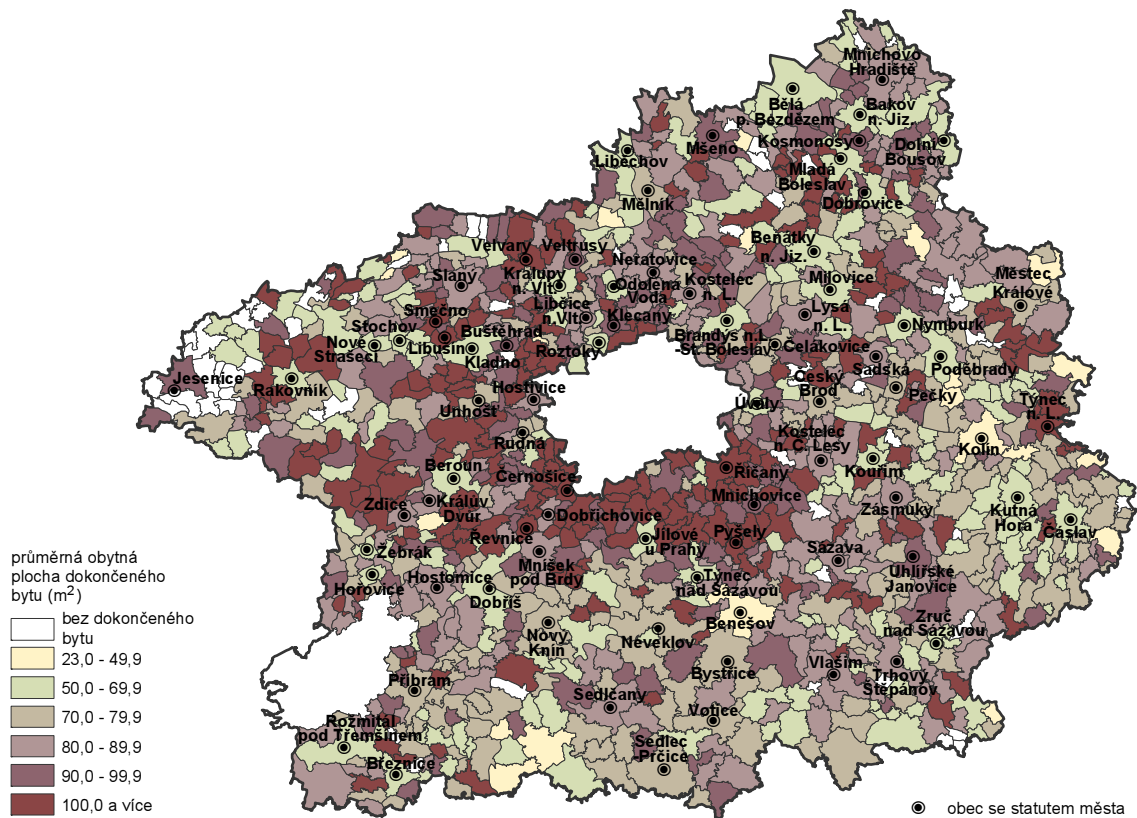 Mnichovo
Hradiště
Bělá
p. Bezdězem
Bakov
n. Jiz.
Kosmonosy
Dolní
Bousov
Mšeno
Liběchov
Mladá
Boleslav
Mělník
Dobrovice
Velvary
Veltrusy
Benátky
n. Jiz.
Slaný
Kralupy
n. Vlt.
Neratovice
Odolena
Voda
Kostelec
n. L.
Milovice
Městec
Králové
Smečno
Libčice
n.Vlt.
Klecany
Lysá
n. L.
Stochov
Buštěhrad
Nymburk
Nové
Strašecí
Libušín
Kladno
Roztoky
Brandýs n.L.
-St. Boleslav
Čelákovice
Sadská
Poděbrady
Jesenice
Rakovník
Hostivice
Český
Brod
Pečky
Týnec
n. L.
Unhošť
Úvaly
Rudná
Kostelec
n. Č. Lesy
Kolín
Beroun
Černošice
Říčany
Kouřim
Zdice
Králův
Dvůr
Dobřichovice
Mnichovice
Zásmuky
Kutná
Hora
Čáslav
Žebrák
Řevnice
Jílové
u Prahy
Pyšely
Sázava
Mníšek
pod Brdy
Uhlířské
Janovice
Hořovice
Hostomice
Dobříš
Týnec
nad Sázavou
Benešov
Zruč
nad Sázavou
Nový
Knín
Neveklov
Bystřice
Vlašim
Trhový
Štěpánov
Příbram
Sedlčany
Votice
Rožmitál
pod Třemšínem
Březnice
Sedlec
-Prčice
průměrná obytná
plocha dokončeného
bytu (m²)
bez dokončeného
bytu
23,0 - 49,9
50,0 - 69,9
70,0 - 79,9
80,0 - 89,9
90,0 - 99,9
100,0 a více
obec se statutem města